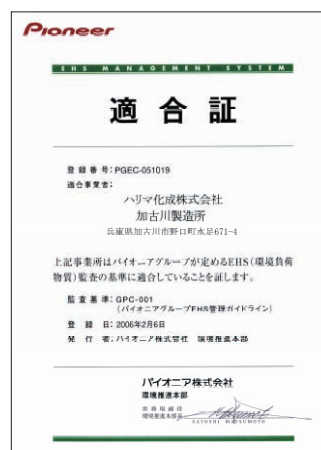 Pioneer
EHS MANAGEMENT SYSTEM
適合証
登録番号:PGEC-051019
適合事業者:
ハリマ化成株式会社
加古川製造所
兵庫県加古川市野口町水足671-4
上記事業所はパイオニアグループが定めるEHS(環境負荷
物質)監査の基準に適合していることを証します。
監査基準:GPC-001
(パイオニアグループEHS管理ガイドライン)
登録日:2006年2月6日
発行者:パイオニア株式会社 環境推進本部
パイオニア株式会社
環境推進本部
環境推進本部長
SATOSHI MATSUMOTO